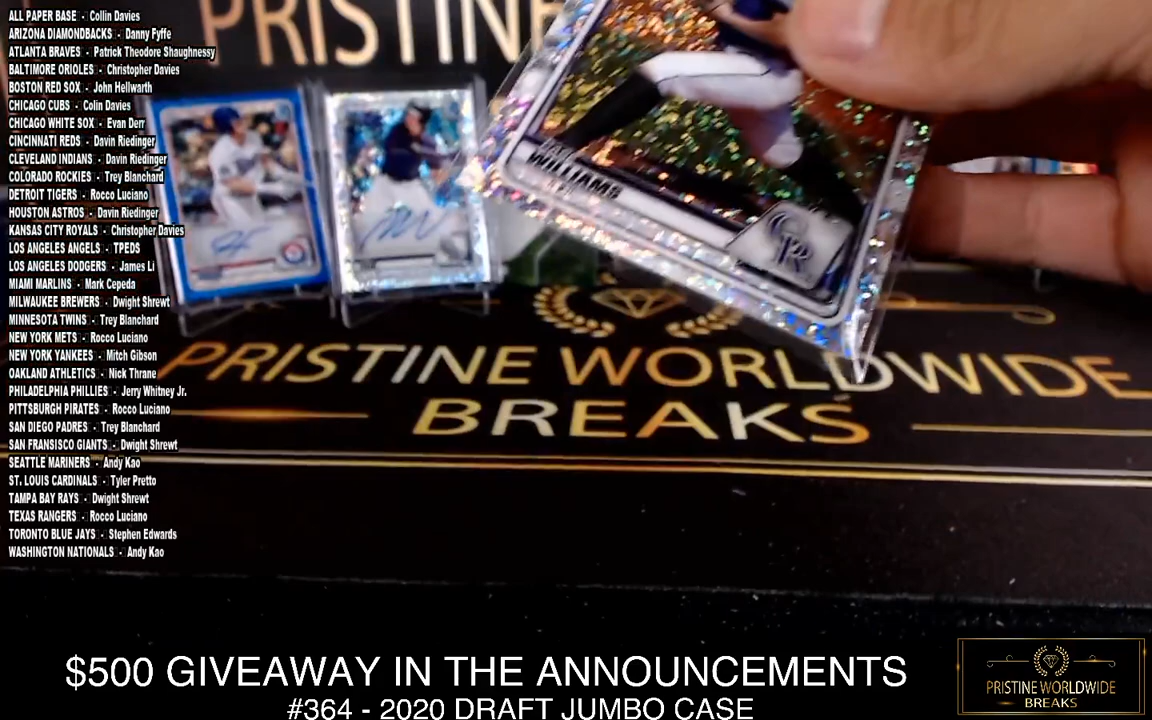 ALL PAPER BASE - Collin Davies
ARIZONA DIAMONDBACKS - Danny Fyffe
ATLANTA BRAVES - Patrick Theodore Shaughnessy
BALTIMORE ORIOLES - Christopher Davies
BOSTON RED SOX - John Hellwarth
CHICAGO CUBS - Colin Davies
CHICAGO WHITE SOX - Evan Derr
CINCINNATI REDS - Davin Riedinger
CLEVELAND INDIANS - Davin Riedinger
COLORADO ROCKIES - Trey Blanchard
DETROIT TIGERS - Rocco Luciano
HOUSTON ASTROS - Davin Riedinger
KANSAS CITY ROYALS - Christopher Davies
LOS ANGELES ANGELS - TPEDS
LOS ANGELES DODGERS - James Li
MIAMI MARLINS - Mark Cepeda
MILWAUKEE BREWERS - Dwight Shrewt
MINNESOTA TWINS - Trey Blanchard
NEW YORK METS - Rocco Luciano
NEW YORK YANKEES - Mitch Gibson
OAKLAND ATHLETICS - Nick Thrane
PHILADELPHIA PHILLIES - Jerry Whitney Jr.
PITTSBURGH PIRATES - Rocco Luciano
SAN DIEGO PADRES - Trey Blanchard
SAN FRANSISCO GIANTS - Dwight Shrewt
SEATTLE MARINERS - Andy Kao
ST. LOUIS CARDINALS - Tyler Pretto
TAMPA BAY RAYS - Dwight Shrewt
TEXAS RANGERS - Rocco Luciano
TORONTO BLUE JAYS - Stephen Edwards
WASHINGTON NATIONALS - Andy Kao
PRISTINE
WILLIAMS
CR
PRISTINE WORLDWIDE
BREAKS
$500 GIVEAWAY IN THE ANNOUNCEMENTS
#364 - 2020 DRAFT JUMBO CASE
PRISTINE WORLDWIDE
BREAKS